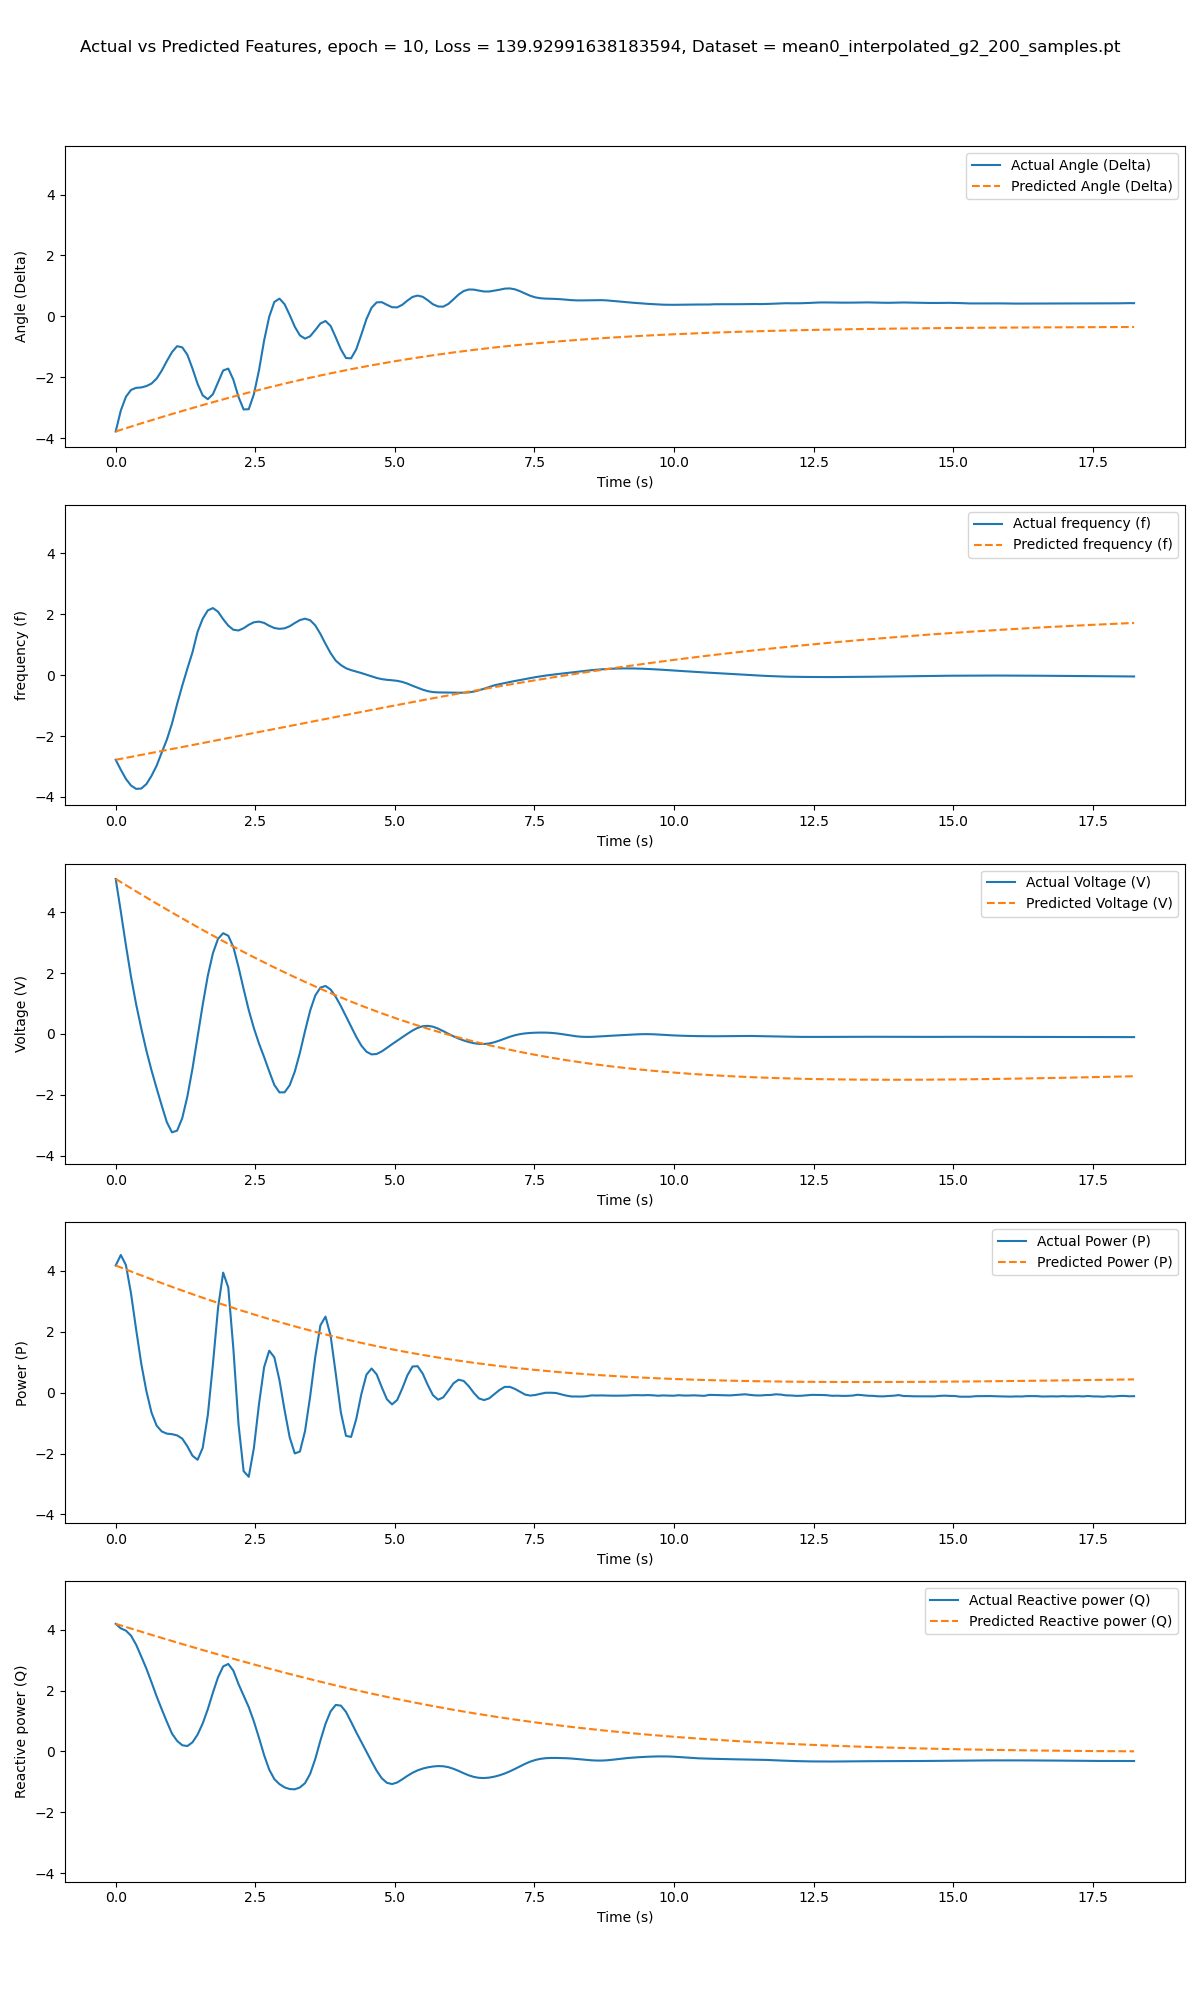 Actual vs Predicted Features, epoch = 10, Loss = 139.92991638183594, Dataset = mean0_interpolated_g2_200_samples.pt
Actual Angle (Delta)
Predicted Angle (Delta)
Angle (Delta)
4
2
0
−2
−4
0.0 2.5 5.0 7.5 10.0 12.5 15.0 17.5
Time (s)
Actual frequency (f)
Predicted frequency (f)
frequency (f)
4
2
0
−2
−4
0.0 2.5 5.0 7.5 10.0 12.5 15.0 17.5
Time (s)
Actual Voltage (V)
Predicted Voltage (V)
Voltage (V)
4
2
0
−2
−4
0.0 2.5 5.0 7.5 10.0 12.5 15.0 17.5
Time (s)
Actual Power (P)
Predicted Power (P)
Power (P)
4
2
0
−2
−4
0.0 2.5 5.0 7.5 10.0 12.5 15.0 17.5
Time (s)
Actual Reactive power (Q)
Predicted Reactive power (Q)
Reactive power (Q)
4
2
0
−2
−4
0.0 2.5 5.0 7.5 10.0 12.5 15.0 17.5
Time (s)